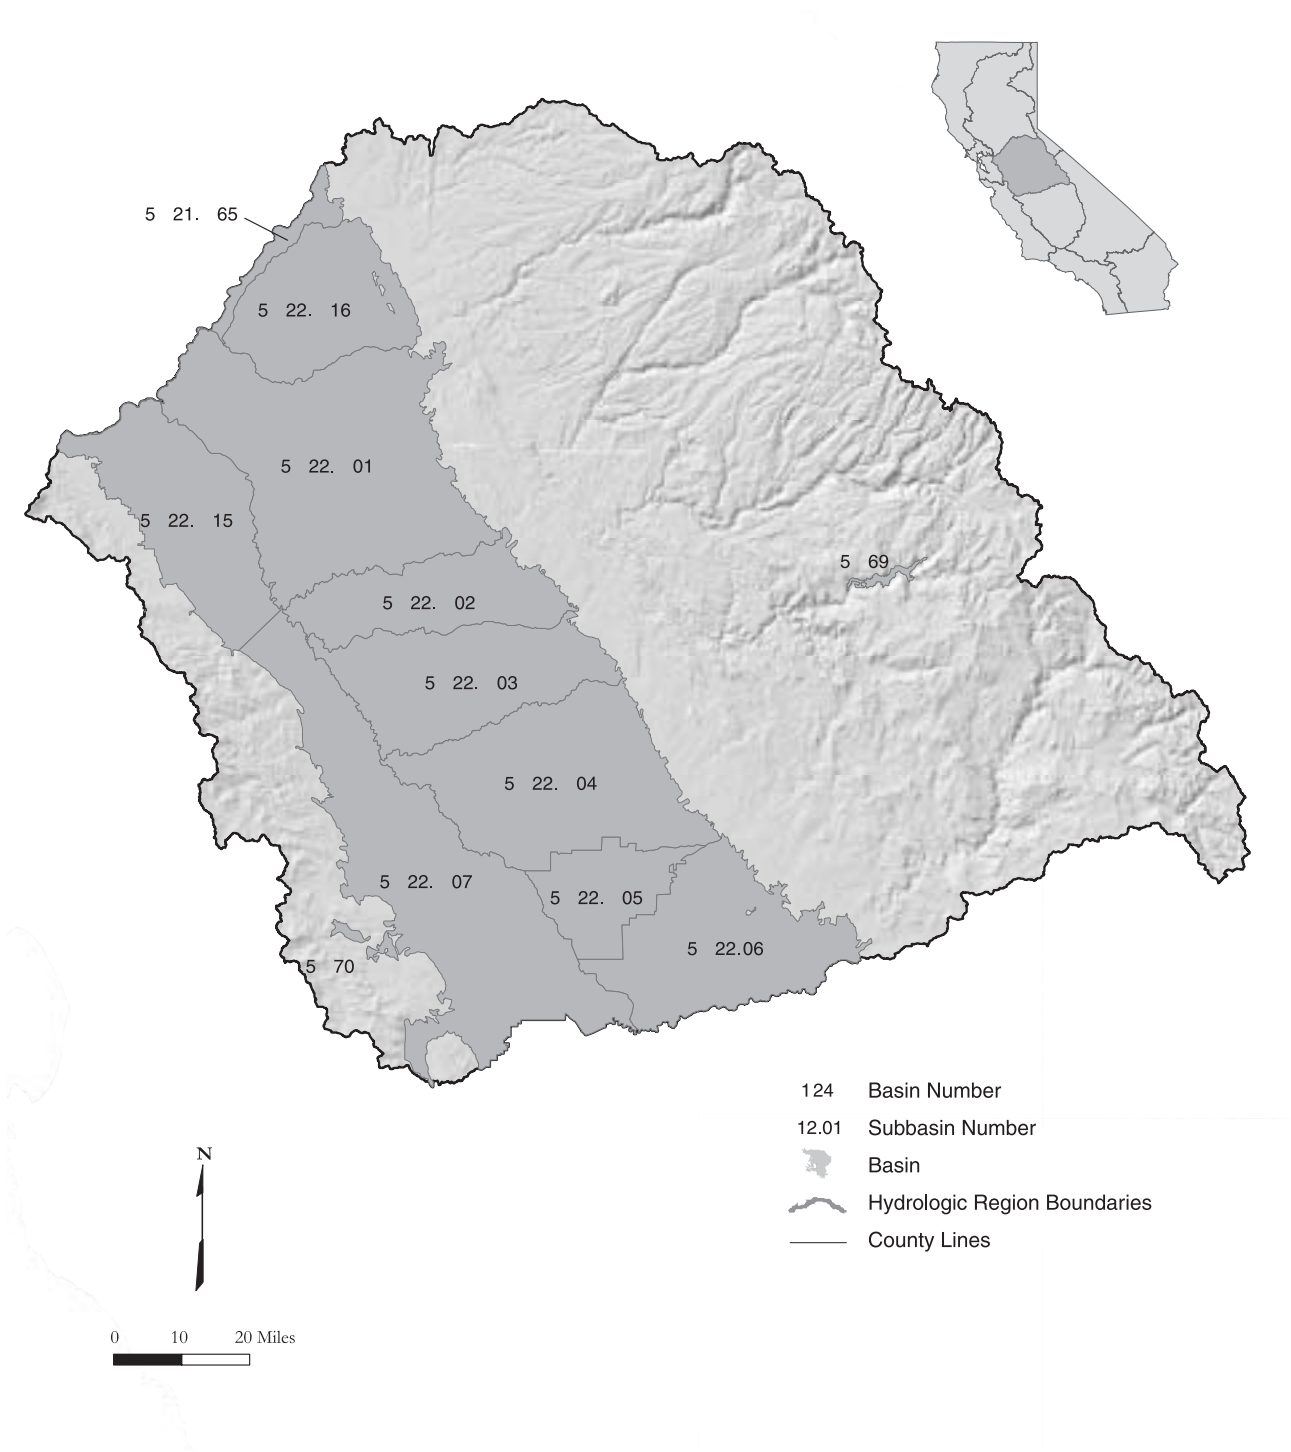 5 21. 65
5 22. 16
5 22. 01
5 22. 15
5 69
5 22. 02
5 22. 03
5 22. 04
5 22. 07
5 22. 05
5 22.06
5 70
124 Basin Number
12.01 Subbasin Number
Basin
Hydrologic Region Boundaries
County Lines
N
0 10 20 Miles